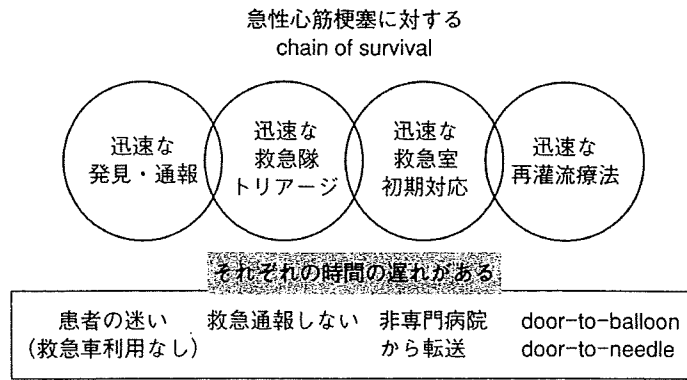 急性心筋梗塞に対する
chain of survival
迅速な
発見・通報
迅速な
救急隊
トリアージ
迅速な
救急室
初期対応
迅速な
再灌流療法
それぞれの時間の遅れがある
患者の迷い
(救急車利用なし)
救急通報しない
非専門病院
から転送
door-to-balloon
door-to-needle